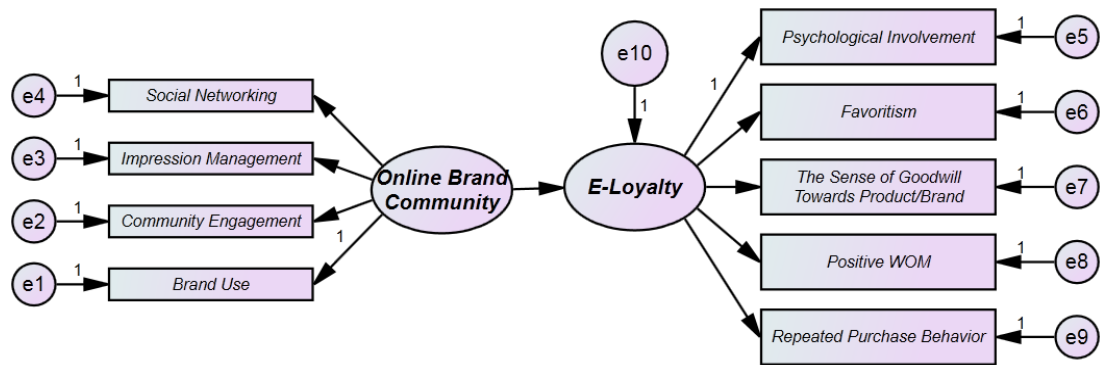 e4
1
Social Networking
e3
1
Impression Management
e2
1
Community Engagement
e1
1
Brand Use
1
Online Brand
Community
e10
1
E-Loyalty
1
Psychological Involvement
1
e5
Favoritism
1
e6
The Sense of Goodwill
Towards Product/Brand
1
e7
Positive WOM
1
e8
Repeated Purchase Behavior
1
e9